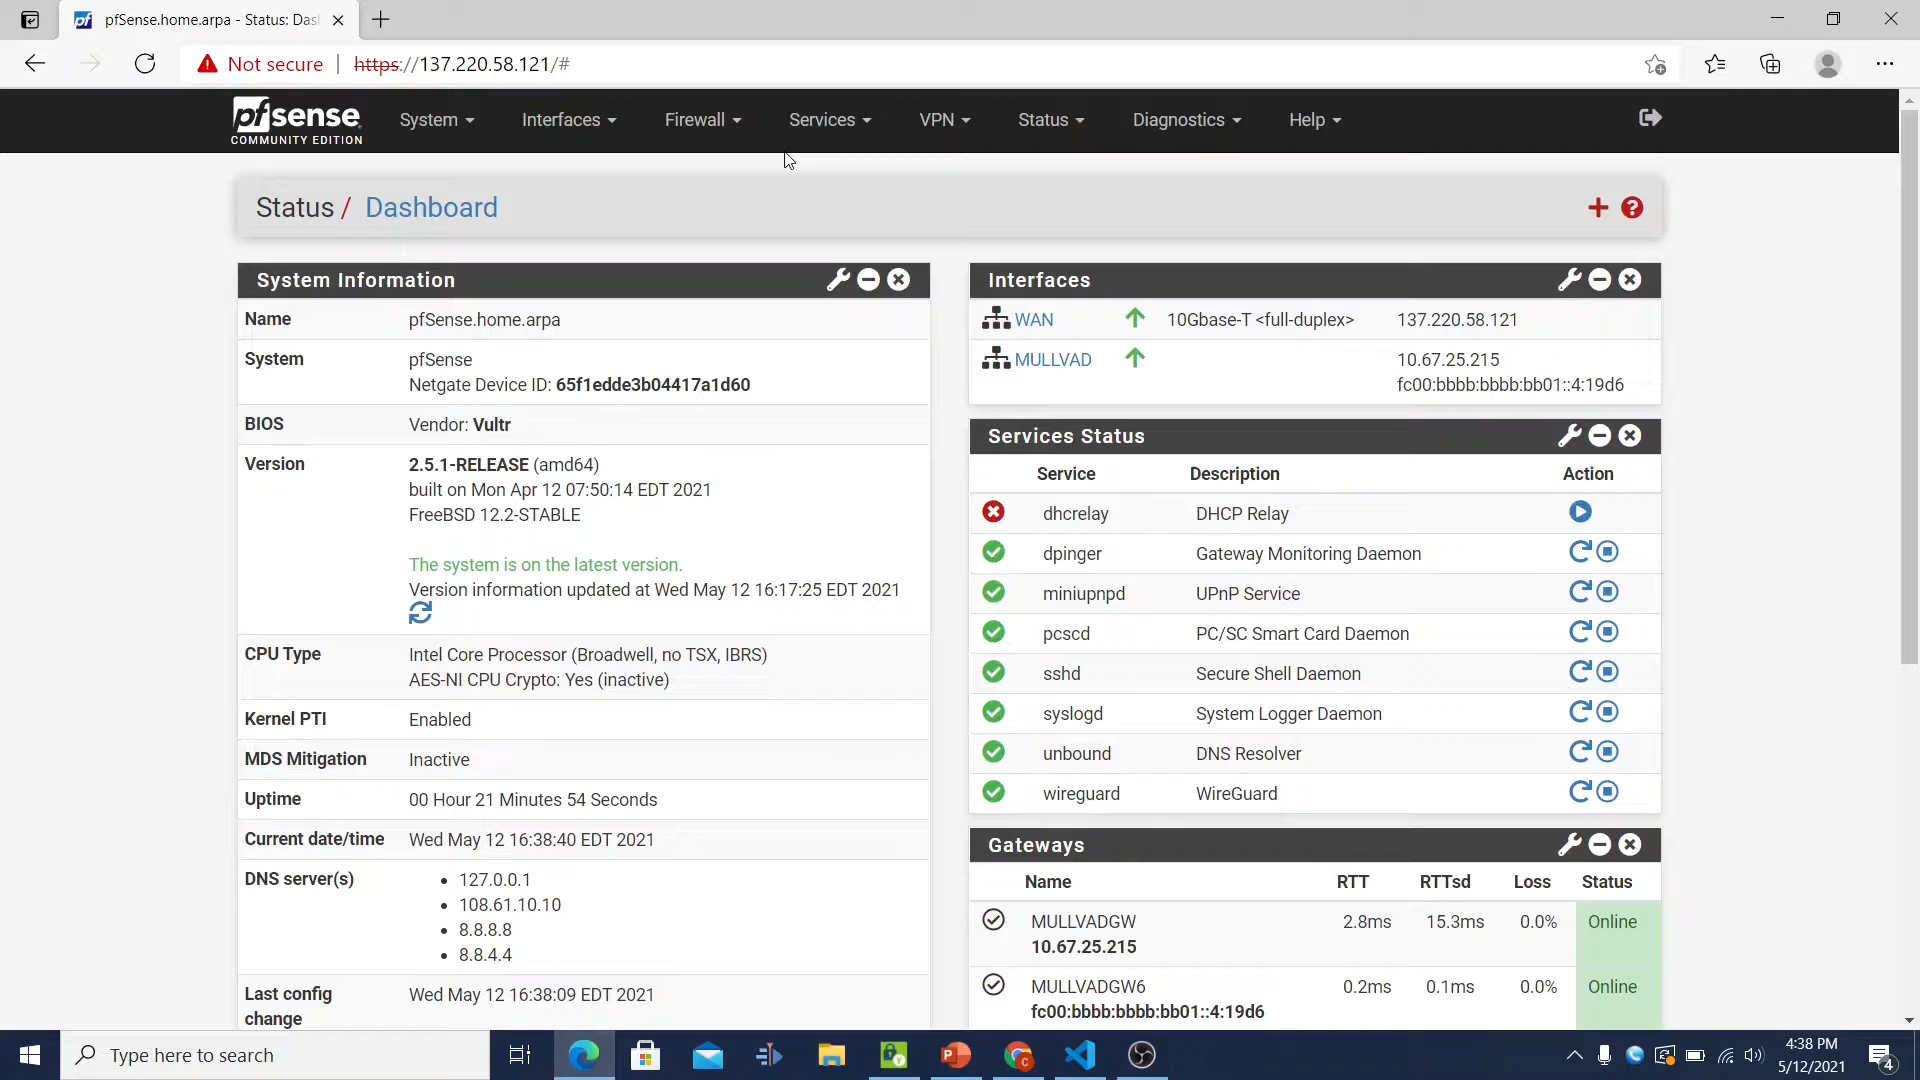 pfSense.home.arpa - Status: Das
Not secure | https://137.220.58.121/#
pfsense
COMMUNITY EDITION
System
Interfaces
Firewall
Services
VPN
Status
Diagnostics
Help
Status / Dashboard
System Information
Name pfSense.home.arpa
System pfSense
Netgate Device ID: 65f1edde3b04417a1d60
BIOS Vendor: Vultr
Version 2.5.1-RELEASE (amd64)
built on Mon Apr 12 07:50:14 EDT 2021
FreeBSD 12.2-STABLE
The system is on the latest version.
Version information updated at Wed May 12 16:17:25 EDT 2021
CPU Type Intel Core Processor (Broadwell, no TSX, IBRS)
AES-NI CPU Crypto: Yes (inactive)
Kernel PTI Enabled
MDS Mitigation Inactive
Uptime 00 Hour 21 Minutes 54 Seconds
Current date/time Wed May 12 16:38:40 EDT 2021
DNS server(s)
• 127.0.0.1
• 108.61.10.10
• 8.8.8.8
• 8.8.4.4
Last config Wed May 12 16:38:09 EDT 2021
change
Interfaces
WAN 10Gbase-T <full-duplex> 137.220.58.121
MULLVAD 10.67.25.215
fc00:bbbb:bbbb:bb01::4:19d6
Services Status
Service Description Action
dhcrelay DHCP Relay
dpinger Gateway Monitoring Daemon
miniupnpd UPnP Service
pcscd PC/SC Smart Card Daemon
sshd Secure Shell Daemon
syslogd System Logger Daemon
unbound DNS Resolver
wireguard WireGuard
Gateways
Name RTT RTTsd Loss Status
MULLVADGW 2.8ms 15.3ms 0.0% Online
10.67.25.215
MULLVADGW6 0.2ms 0.1ms 0.0% Online
fc00:bbbb:bbbb:bb01::4:19d6
Type here to search
4:38 PM
5/12/2021
4